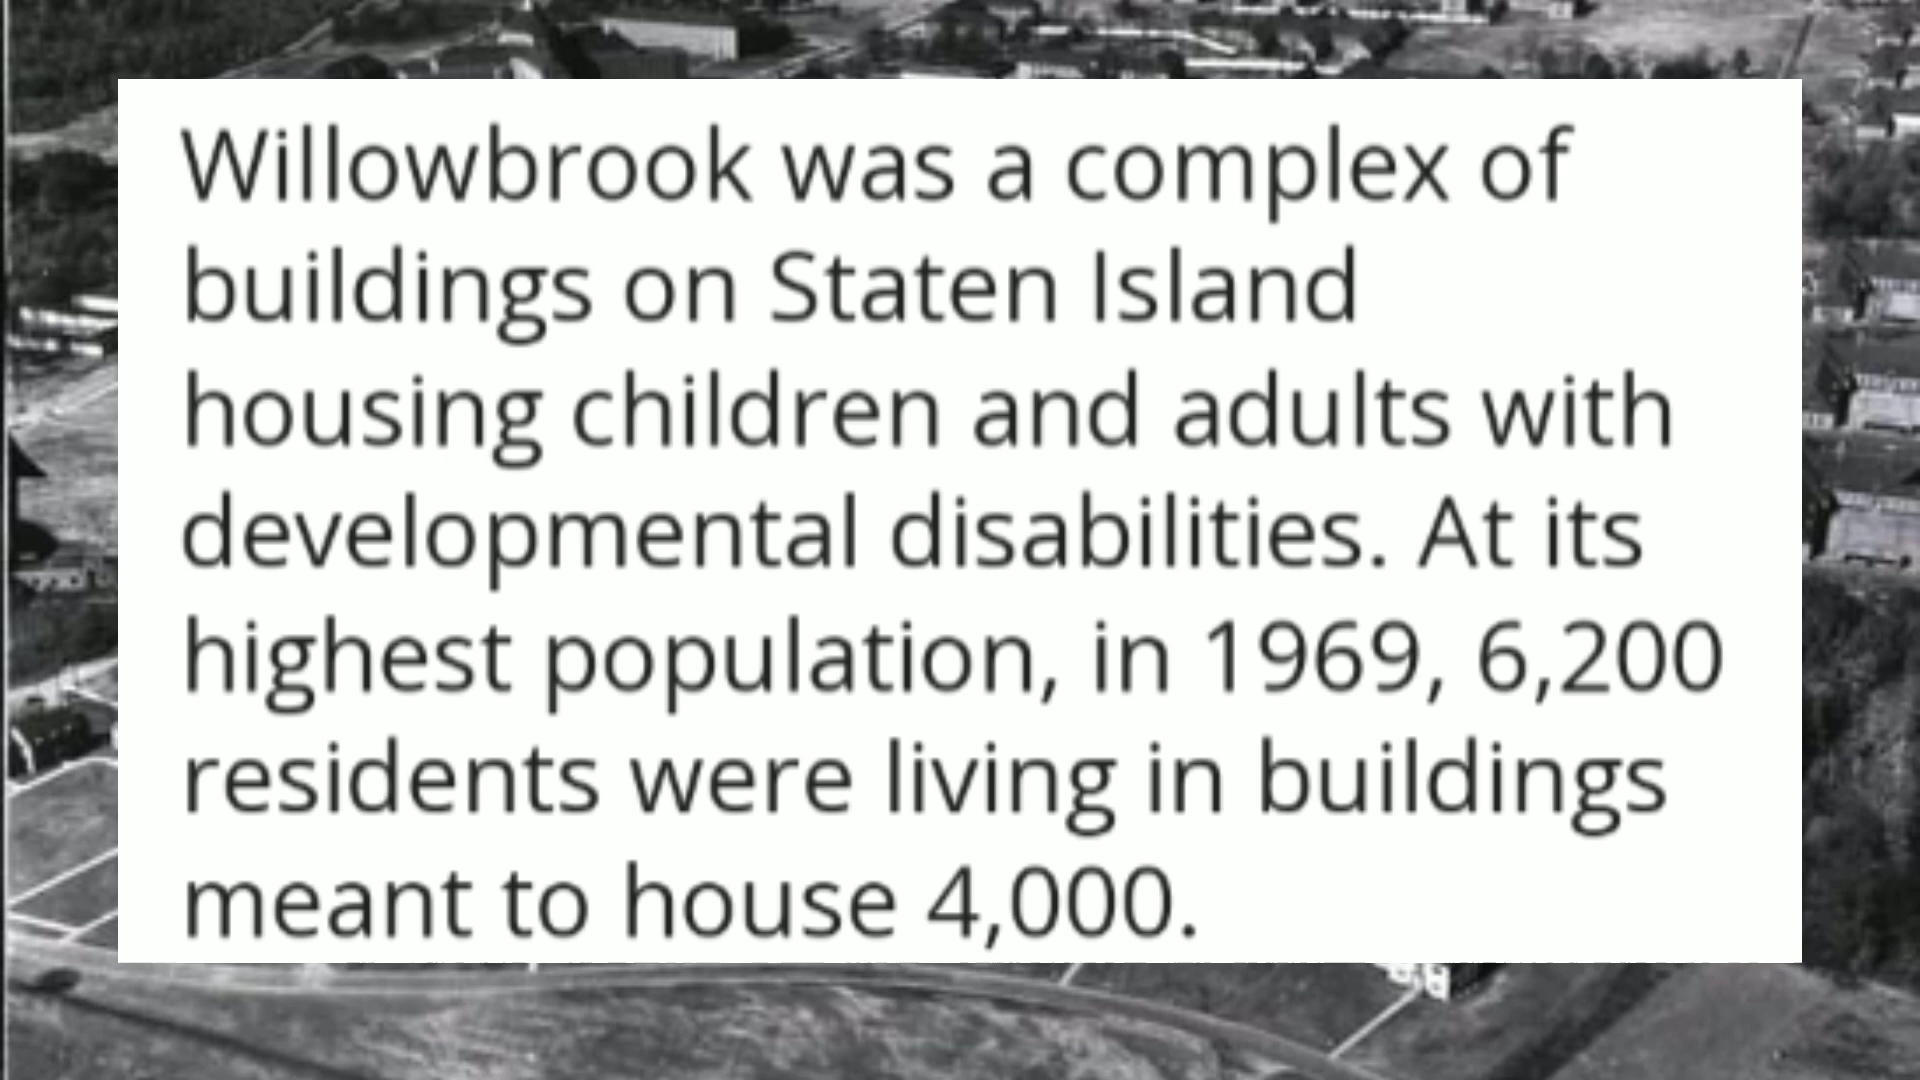 Willowbrook was a complex of
buildings on Staten Island
housing children and adults with
developmental disabilities. At its
highest population, in 1969, 6,200
residents were living in buildings
meant to house 4,000.